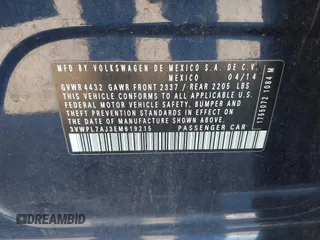 MFD BY VOLKSWAGEN DE MEXICO S.A. DE C.V.
MEXICO 04/14
GVWR 4432 GAWR FRONT 2337 / REAR 2205 LBS
THIS VEHICLE CONFORMS TO ALL APPLICABLE
FEDERAL MOTOR VEHICLE SAFETY, BUMPER AND
THEFT PREVENTION STANDARDS IN EFFECT ON
THE DATE OF MANUFACTURE SHOWN ABOVE.
3VWPL7AJ3EM619215 PASSENGER CAR
1755072 1084 M
DREAMBID